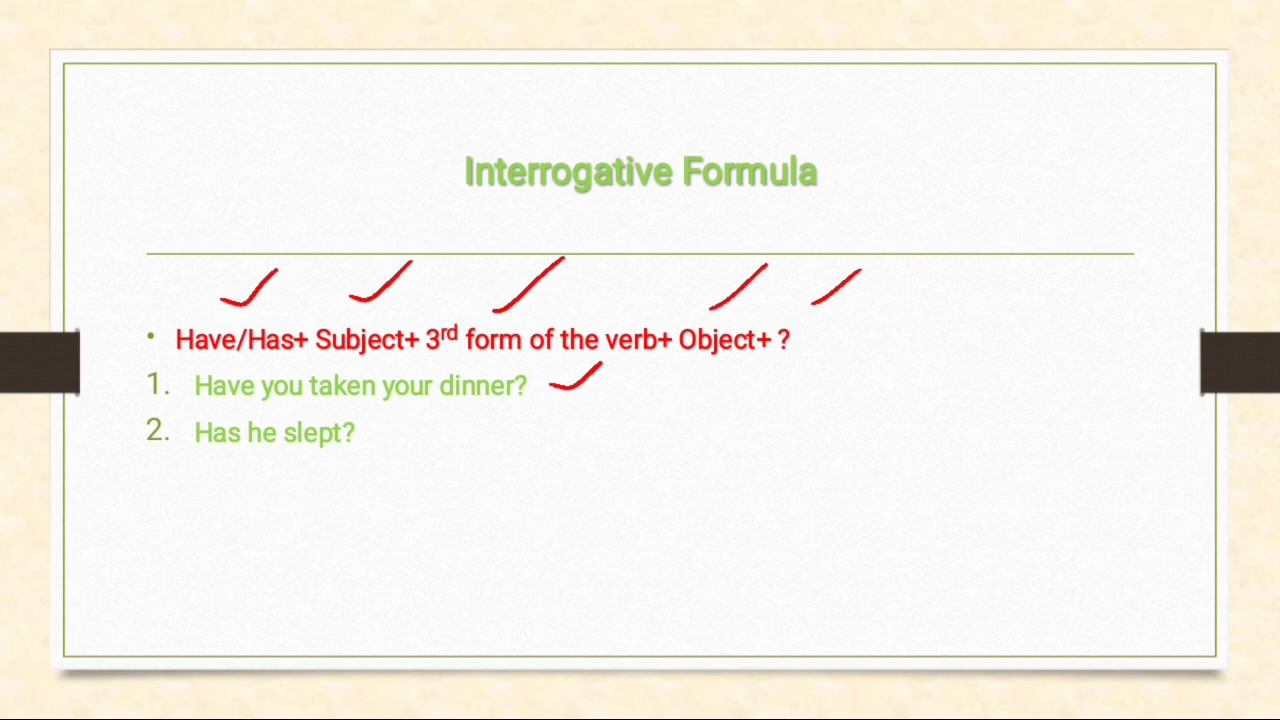 Interrogative Formula
• Have/Has+ Subject+ 3rd form of the verb+ Object+ ?
1. Have you taken your dinner?
2. Has he slept?